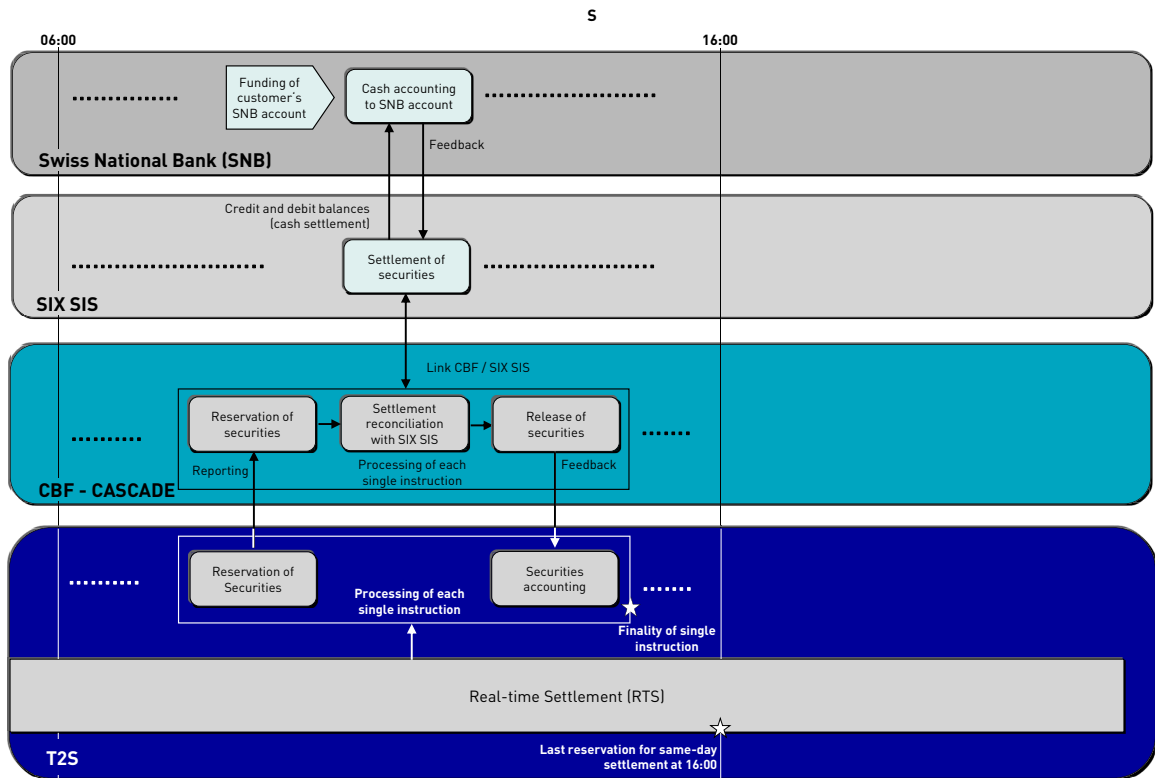 S
06:00
16:00
Funding of
customer's
SNB account
Cash accounting
to SNB account
Feedback
Swiss National Bank (SNB)
Credit and debit balances
(cash settlement)
Settlement of
securities
SIX SIS
Link CBF / SIX SIS
Reservation of
securities
Settlement
reconciliation
with SIX SIS
Release of
securities
Reporting
Processing of each
single instruction
Feedback
CBF - CASCADE
Reservation of
Securities
Securities
accounting
Processing of each
single instruction
Finality of single
instruction
Real-time Settlement (RTS)
T2S
Last reservation for same-day
settlement at 16:00